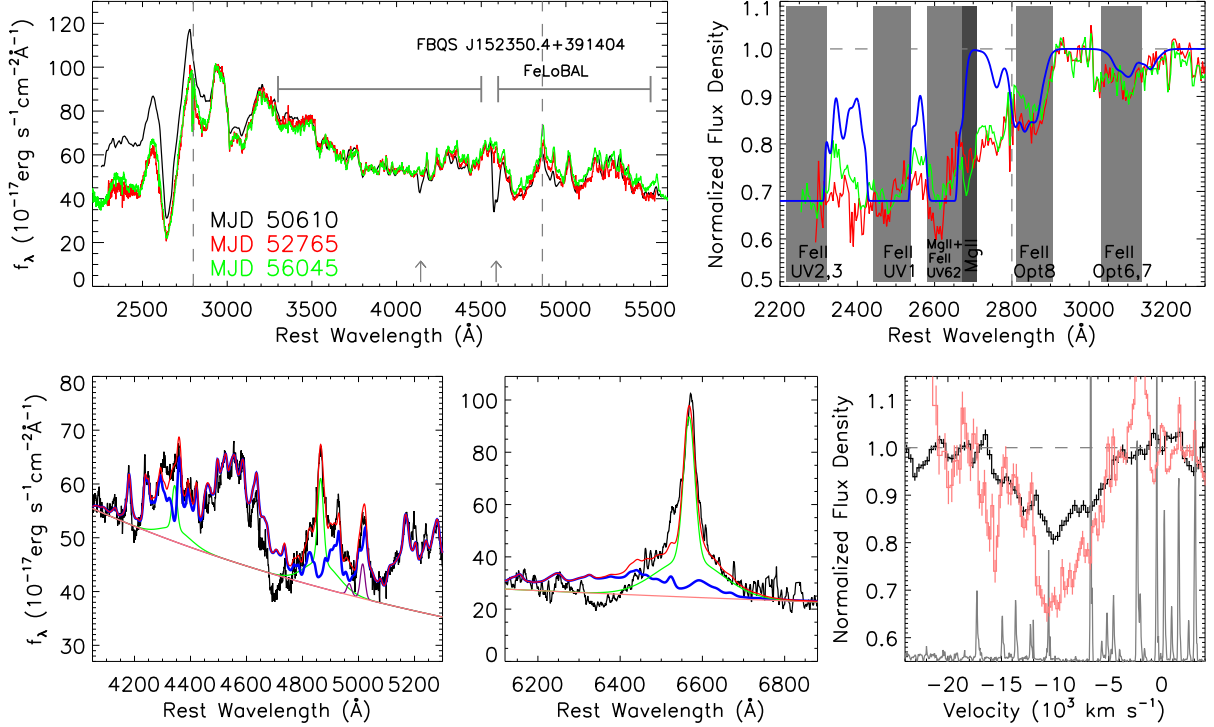 f_λ (10^-17 erg s^-1 cm^-2 Å^-1)
120
100
80
60
40
20
0
FBQS J152350.4+391404
FeLoBAL
MJD 50610
MJD 52765
MJD 56045
2500 3000 3500 4000 4500 5000 5500
Rest Wavelength (Å)
Normalized Flux Density
1.1
1.0
0.9
0.8
0.7
0.6
0.5
FeII UV2,3
FeII UV1
MgII+ FeII UV62
MgII
FeII Opt8
FeII Opt6,7
2200 2400 2600 2800 3000 3200
Rest Wavelength (Å)
f_λ (10^-17 erg s^-1 cm^-2 Å^-1)
80
70
60
50
40
30
4200 4400 4600 4800 5000 5200
Rest Wavelength (Å)
100
80
60
40
20
0
6200 6400 6600 6800
Rest Wavelength (Å)
Normalized Flux Density
1.1
1.0
0.9
0.8
0.7
0.6
−20 −15 −10 −5 0
Velocity (10^3 km s^-1)